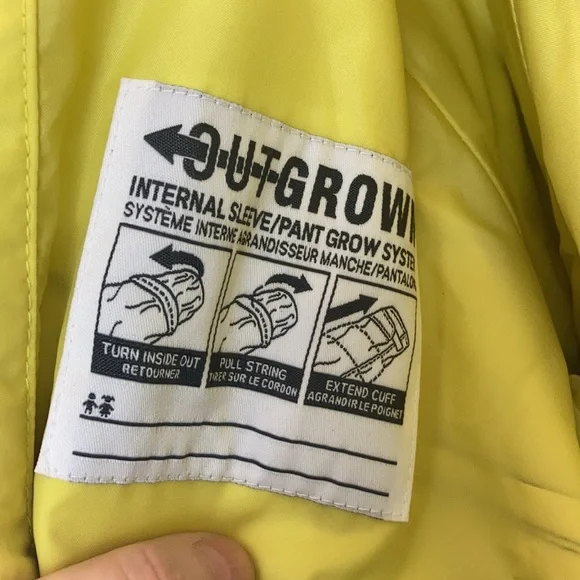 OUTGROWN
INTERNAL SLEEVE/PANT GROW SYSTEM
SYSTÈME INTERNE AGRANDISSEUR MANCHE/PANTALON
TURN INSIDE OUT
RETOURNER
PULL STRING
TIRER SUR LE CORDON
EXTEND CUFF
AGRANDIR LE POIGNET